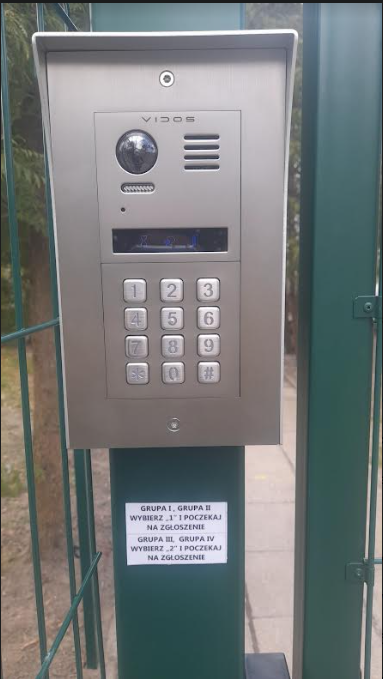 VIDOS
1 2 3
4 5 6
7 8 9
* 0 #
GRUPA I, GRUPA II
WYBIERZ „1” I POCZEKAJ
NA ZGŁOSZENIE
GRUPA III, GRUPA IV
WYBIERZ „2” I POCZEKAJ
NA ZGŁOSZENIE